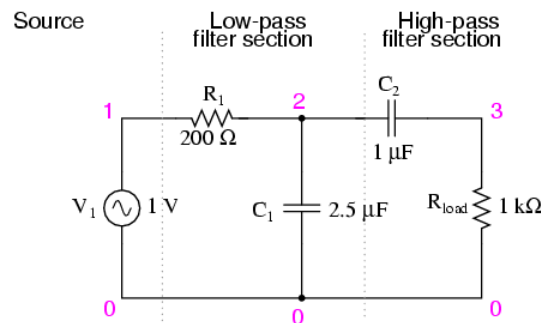 Source
Low-pass
filter section
High-pass
filter section
1
R₁
200 Ω
2
C₂
1 μF
3
V₁
1 V
C₁
2.5 μF
Rload
1 kΩ
0
0
0